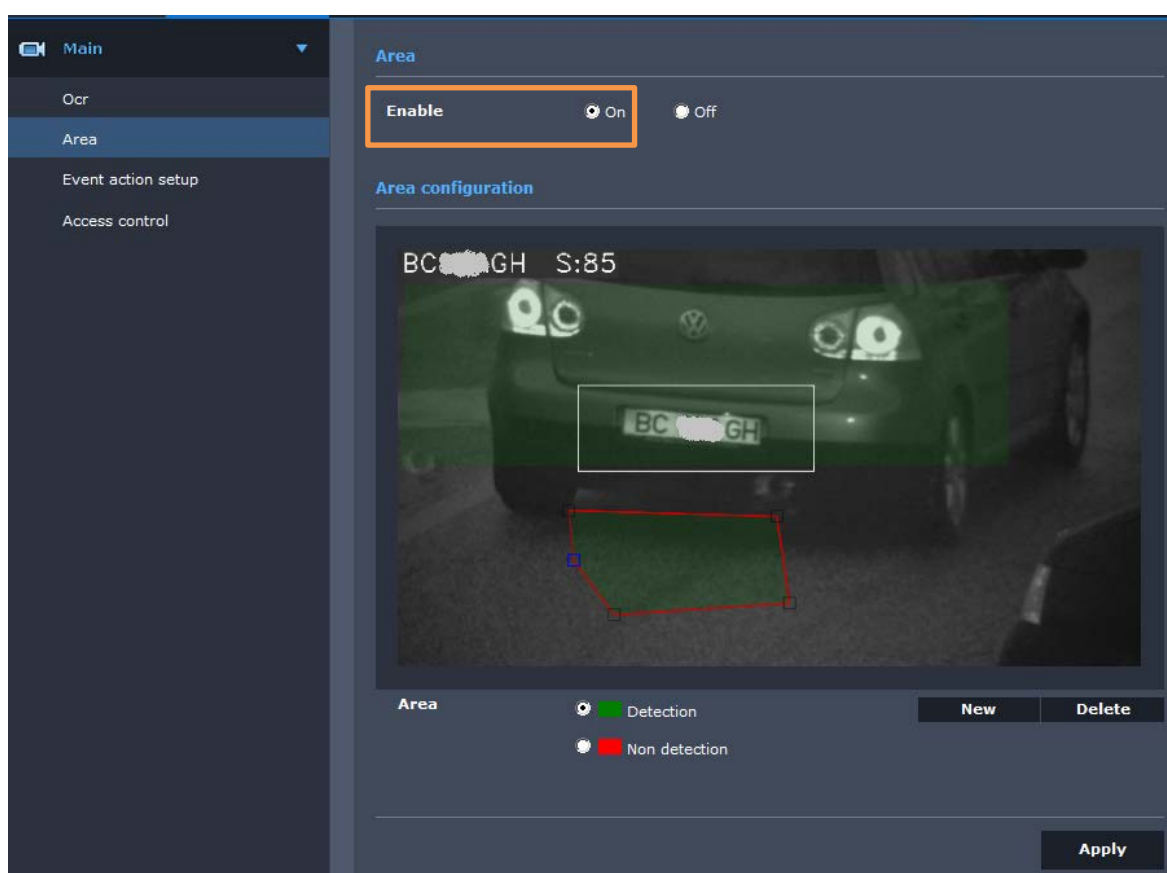 Main
Area
Enable On Off
Ocr
Area
Event action setup
Access control
Area configuration
BC GH S:85
BC GH
Area Detection New Delete
Non detection
Apply